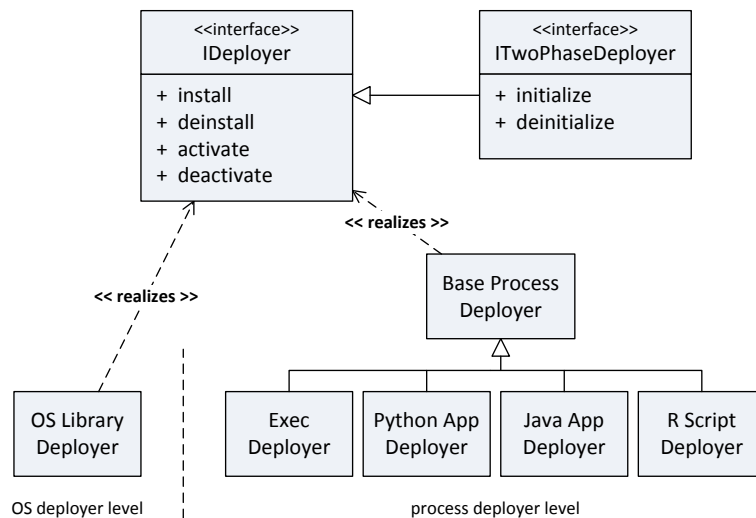 <<interface>>
IDeployer
+ install
+ deinstall
+ activate
+ deactivate
<<interface>>
ITwoPhaseDeployer
+ initialize
+ deinitialize
<< realizes >>
<< realizes >>
Base Process
Deployer
OS Library
Deployer
Exec
Deployer
Python App
Deployer
Java App
Deployer
R Script
Deployer
OS deployer level
process deployer level